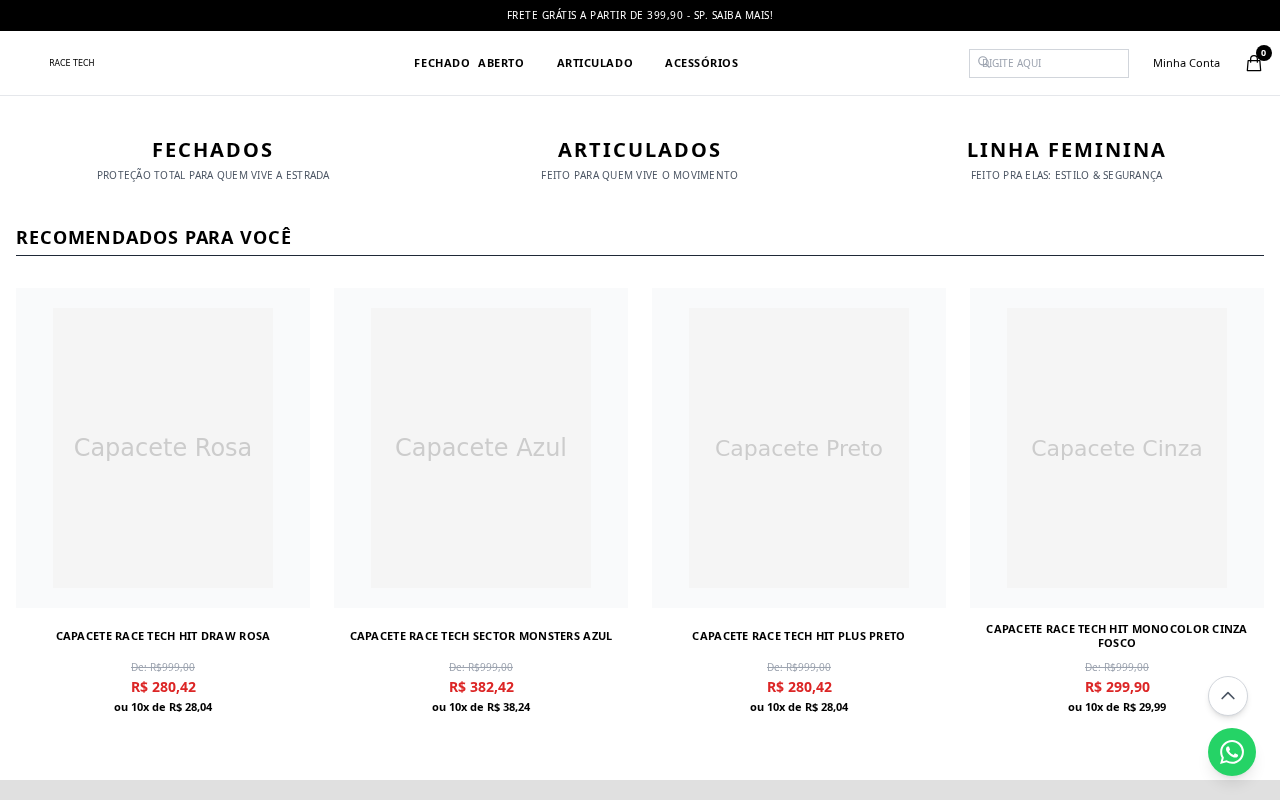 FRETE GRÁTIS A PARTIR DE 399,90 - SP. SAIBA MAIS!
RACE TECH
FECHADO ABERTO ARTICULADO ACESSÓRIOS
DIGITE AQUI
Minha Conta
0
FECHADOS
PROTEÇÃO TOTAL PARA QUEM VIVE A ESTRADA
ARTICULADOS
FEITO PARA QUEM VIVE O MOVIMENTO
LINHA FEMININA
FEITO PRA ELAS: ESTILO & SEGURANÇA
RECOMENDADOS PARA VOCÊ
Capacete Rosa
CAPACETE RACE TECH HIT DRAW ROSA
De: R$999,00
R$ 280,42
ou 10x de R$ 28,04
Capacete Azul
CAPACETE RACE TECH SECTOR MONSTERS AZUL
De: R$999,00
R$ 382,42
ou 10x de R$ 38,24
Capacete Preto
CAPACETE RACE TECH HIT PLUS PRETO
De: R$999,00
R$ 280,42
ou 10x de R$ 28,04
Capacete Cinza
CAPACETE RACE TECH HIT MONOCOLOR CINZA
FOSCO
De: R$999,00
R$ 299,90
ou 10x de R$ 29,99